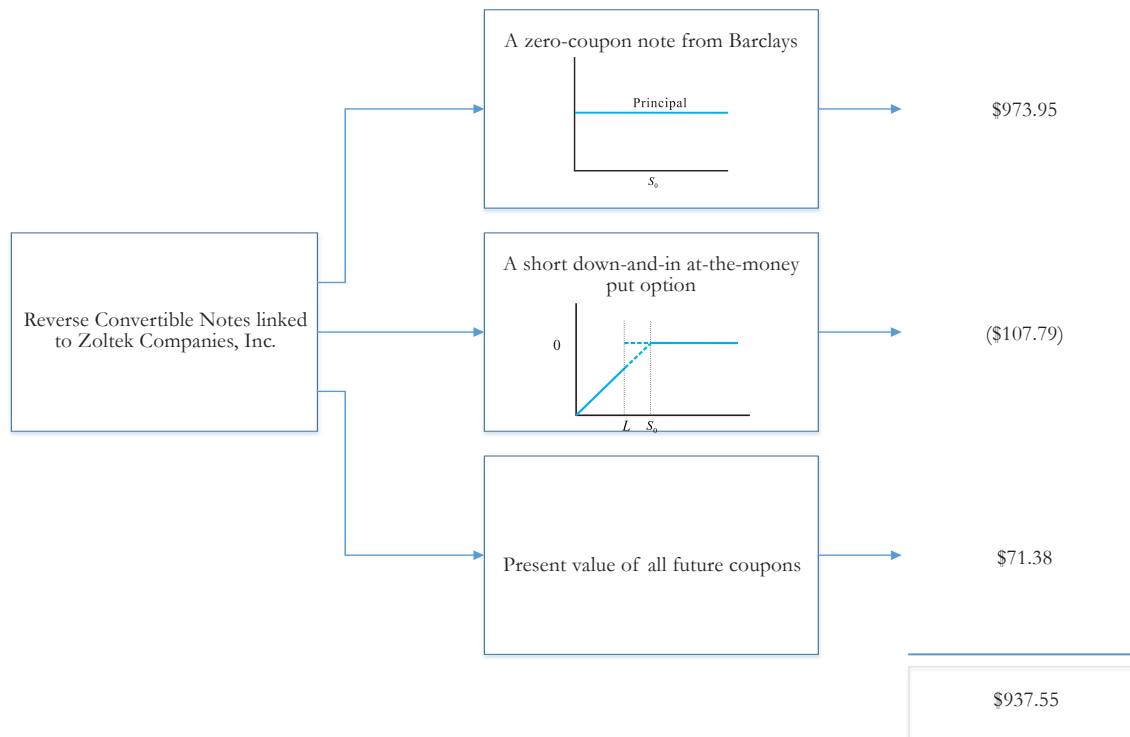 A zero-coupon note from Barclays
Principal
S₀
$973.95
Reverse Convertible Notes linked
to Zoltek Companies, Inc.
A short down-and-in at-the-money
put option
0
L S₀
($107.79)
Present value of all future coupons
$71.38
$937.55